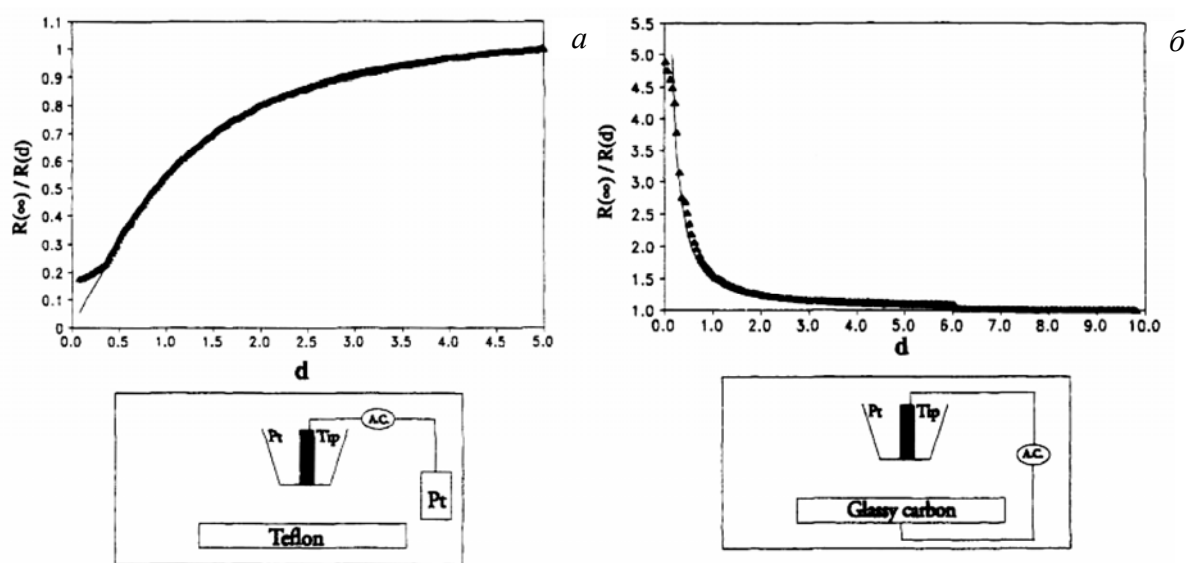 а
1.1
1
0.9
0.8
0.7
0.6
0.5
0.4
0.3
0.2
0.1
0
R(∞) / R(d)
0.0 0.5 1.0 1.5 2.0 2.5 3.0 3.5 4.0 4.5 5.0
d
Pt Tip A.C.
Pt
Teflon
б
5.5
5.0
4.5
4.0
3.5
3.0
2.5
2.0
1.5
1.0
R(∞) / R(d)
0.0 1.0 2.0 3.0 4.0 5.0 6.0 7.0 8.0 9.0 10.0
d
Pt Tip
A.C.
Glassy carbon